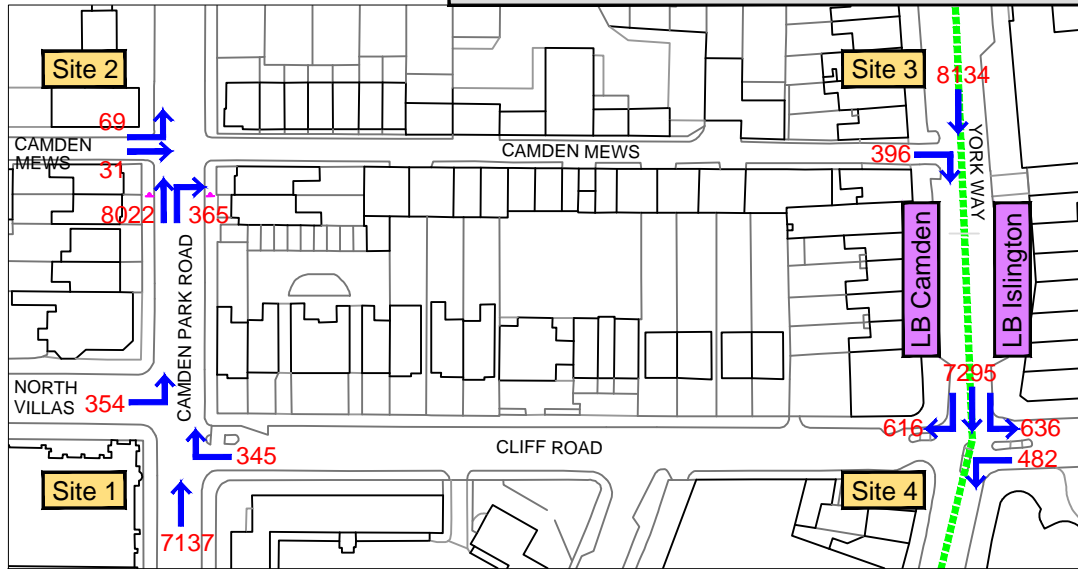 Site 2
Site 3
8134
69
CAMDEN
MEWS
CAMDEN MEWS
396
31
8022
365
YORK WAY
LB Camden
LB Islington
CAMDEN PARK ROAD
NORTH
VILLAS
354
7295
616
636
345
CLIFF ROAD
482
Site 1
Site 4
7137